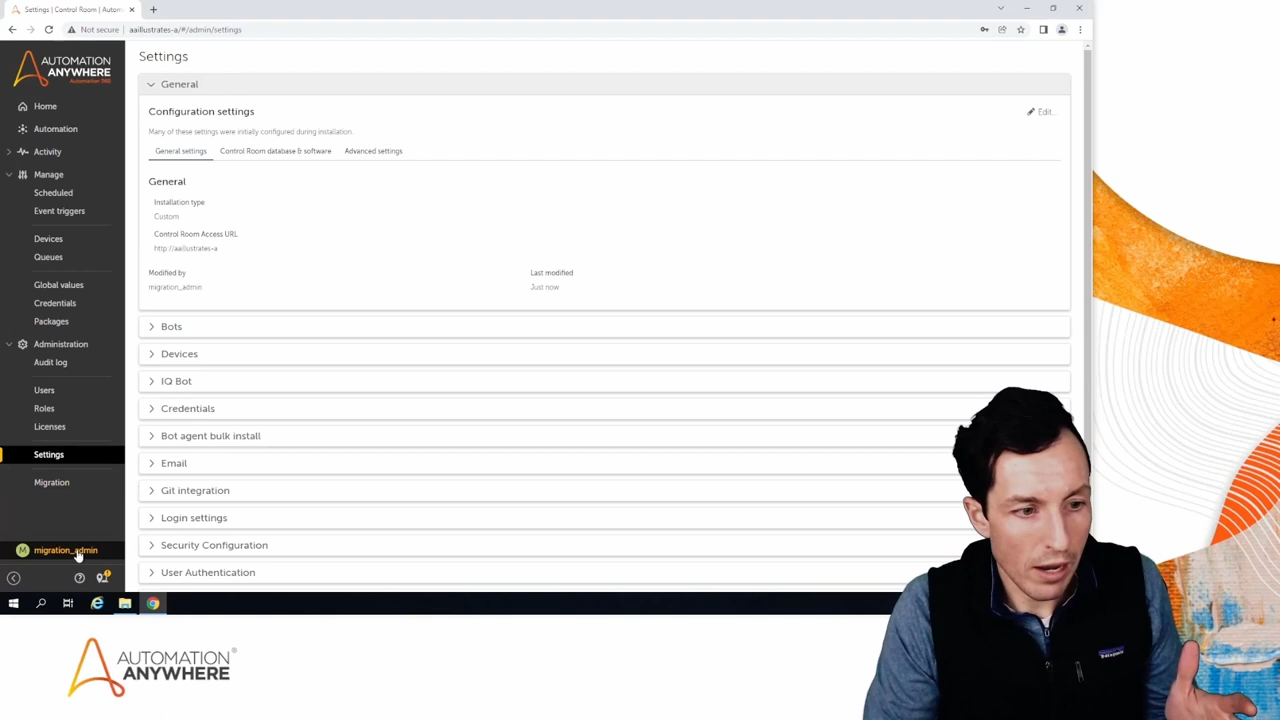 Settings | Control Room | Autom
Not secure
aaillustrates-a/#/admin/settings
AUTOMATION
ANYWHERE
Automation 360
Home
Automation
Activity
Manage
Scheduled
Event triggers
Devices
Queues
Global values
Credentials
Packages
Administration
Audit log
Users
Roles
Licenses
Settings
Migration
M
migration_admin
Settings
General
Configuration settings
Edit...
Many of these settings were initially configured during installation.
General settings
Control Room database & software
Advanced settings
General
Installation type
Custom
Control Room Access URL
http://aaillustrates-a
Modified by
Last modified
migration_admin
Just now
Bots
Devices
IQ Bot
Credentials
Bot agent bulk install
Email
Git integration
Login settings
Security Configuration
User Authentication
AUTOMATION®
ANYWHERE
patagonia